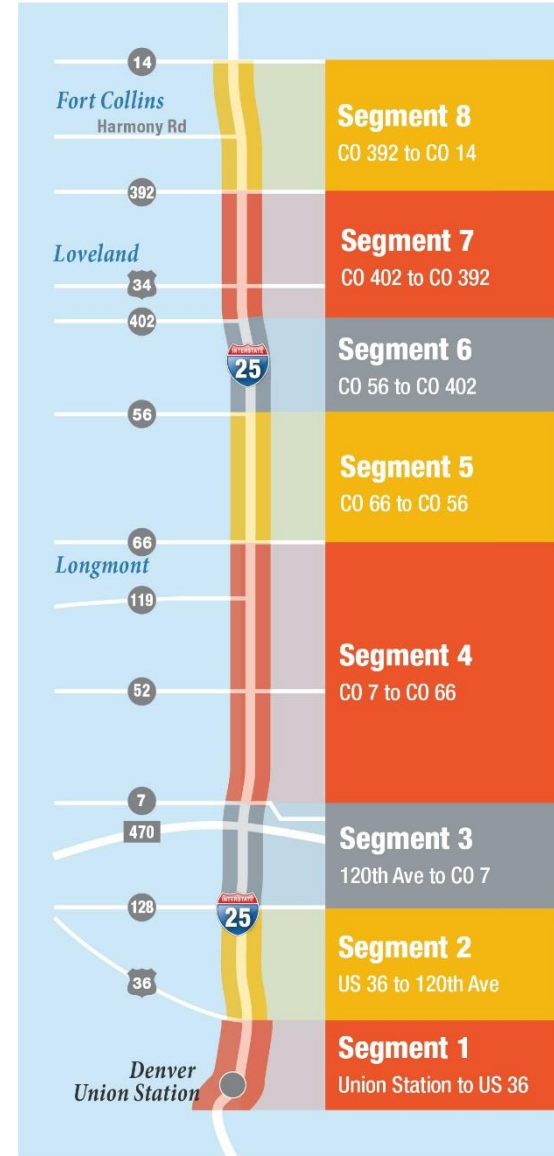 14
Fort Collins
Harmony Rd
392
Loveland
34
402
INTERSTATE
25
56
66
Longmont
119
52
7
470
128
INTERSTATE
25
36
Denver
Union Station
Segment 8
CO 392 to CO 14
Segment 7
CO 402 to CO 392
Segment 6
CO 56 to CO 402
Segment 5
CO 66 to CO 56
Segment 4
CO 7 to CO 66
Segment 3
120th Ave to CO 7
Segment 2
US 36 to 120th Ave
Segment 1
Union Station to US 36